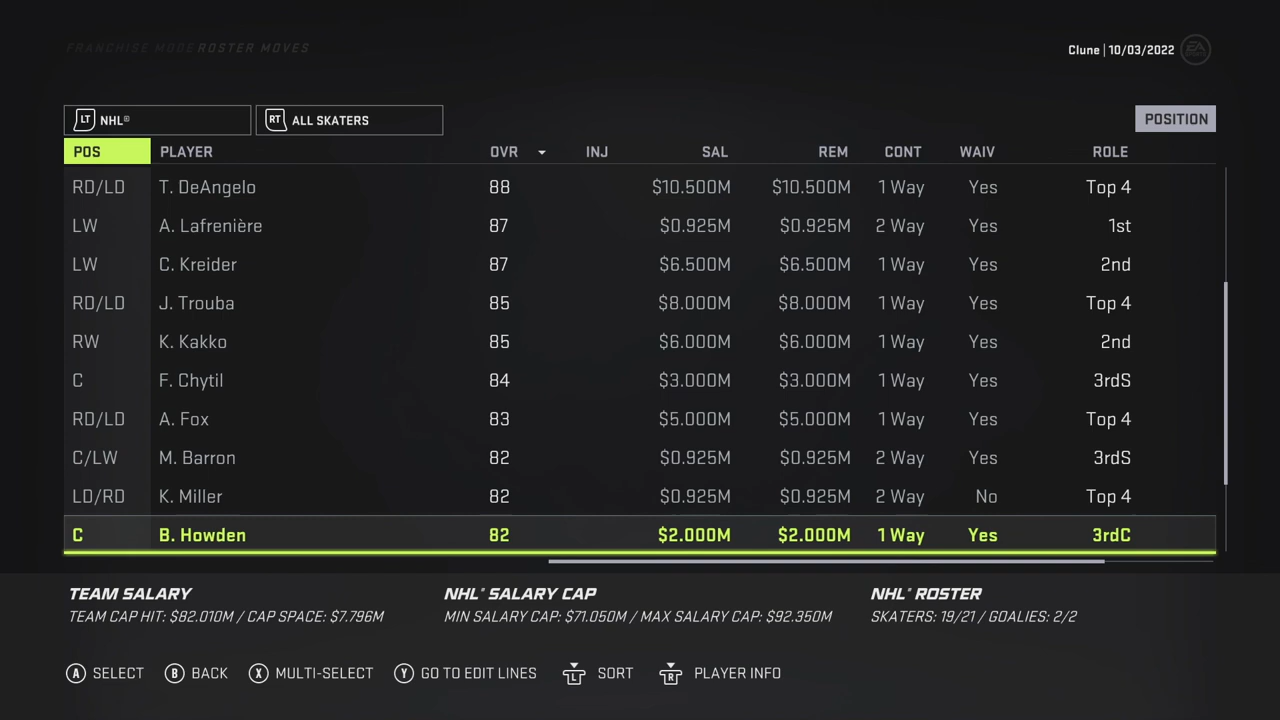 FRANCHISE MODE ROSTER MOVES
Clune | 10/03/2022
EA SPORTS
LT NHL® RT ALL SKATERS POSITION
POS PLAYER OVR INJ SAL REM CONT WAIV ROLE
RD/LD T. DeAngelo 88 $10.500M $10.500M 1 Way Yes Top 4
LW A. Lafrenière 87 $0.925M $0.925M 2 Way Yes 1st
LW C. Kreider 87 $6.500M $6.500M 1 Way Yes 2nd
RD/LD J. Trouba 85 $8.000M $8.000M 1 Way Yes Top 4
RW K. Kakko 85 $6.000M $6.000M 1 Way Yes 2nd
C F. Chytil 84 $3.000M $3.000M 1 Way Yes 3rdS
RD/LD A. Fox 83 $5.000M $5.000M 1 Way Yes Top 4
C/LW M. Barron 82 $0.925M $0.925M 2 Way Yes 3rdS
LD/RD K. Miller 82 $0.925M $0.925M 2 Way No Top 4
C B. Howden 82 $2.000M $2.000M 1 Way Yes 3rdC
TEAM SALARY NHL® SALARY CAP NHL® ROSTER
TEAM CAP HIT: $82.010M / CAP SPACE: $7.796M MIN SALARY CAP: $71.050M / MAX SALARY CAP: $92.350M SKATERS: 19/21 / GOALIES: 2/2
A SELECT B BACK X MULTI-SELECT Y GO TO EDIT LINES L SORT R PLAYER INFO